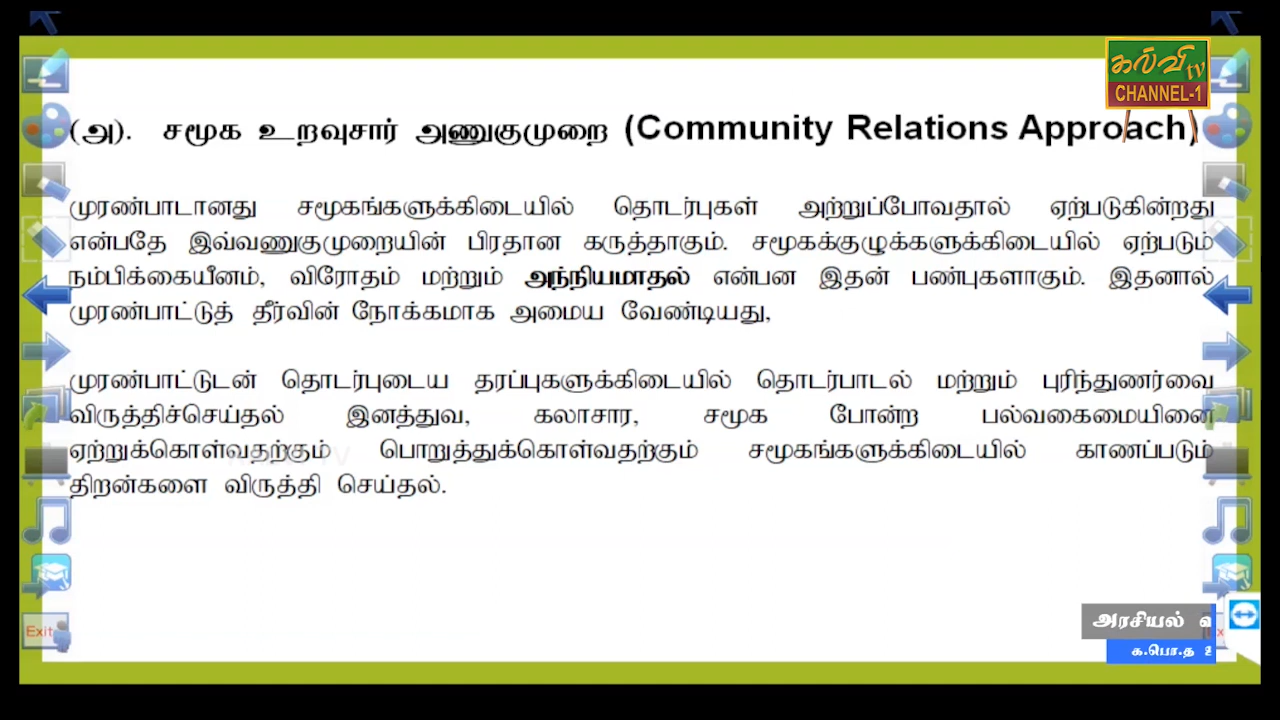 கல்வி tv
CHANNEL-1
(அ). சமூக உறவுசார் அணுகுமுறை (Community Relations Approach)
முரண்பாடானது சமூகங்களுக்கிடையில் தொடர்புகள் அற்றுப்போவதால் ஏற்படுகின்றது
என்பதே இவ்வணுகுமுறையின் பிரதான கருத்தாகும். சமூகக்குழுக்களுக்கிடையில் ஏற்படும்
நம்பிக்கையீனம், விரோதம் மற்றும் அந்நியமாதல் என்பன இதன் பண்புகளாகும். இதனால்
முரண்பாட்டுத் தீர்வின் நோக்கமாக அமைய வேண்டியது,
முரண்பாட்டுடன் தொடர்புடைய தரப்புகளுக்கிடையில் தொடர்பாடல் மற்றும் புரிந்துணர்வை
விருத்திச்செய்தல் இனத்துவ, கலாசார, சமூக போன்ற பல்வகைமையினை
ஏற்றுக்கொள்வதற்கும் பொறுத்துக்கொள்வதற்கும் சமூகங்களுக்கிடையில் காணப்படும்
திறன்களை விருத்தி செய்தல்.
Exit
அரசியல்
க.பொ.த